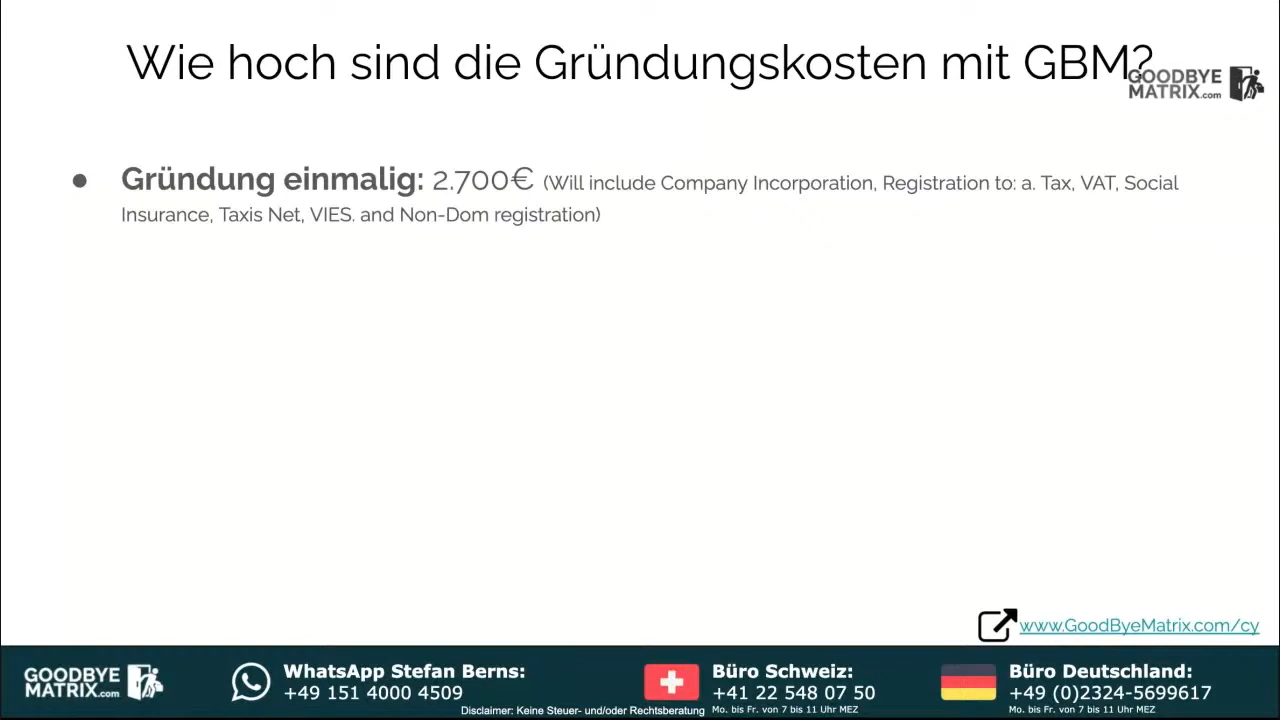 Wie hoch sind die Gründungskosten mit GBM?
GOODBYE
MATRIX.com
● Gründung einmalig: 2.700€ (Will include Company Incorporation, Registration to: a. Tax, VAT, Social
Insurance, Taxis Net, VIES. and Non-Dom registration)
www.GoodByeMatrix.com/cy
GOODBYE
MATRIX.com
WhatsApp Stefan Berns:
+49 151 4000 4509
Disclaimer: Keine Steuer- und/oder Rechtsberatung
Büro Schweiz:
+41 22 548 07 50
Mo. bis Fr. von 7 bis 11 Uhr MEZ
Büro Deutschland:
+49 (0)2324-5699617
Mo. bis Fr. von 7 bis 11 Uhr MEZ